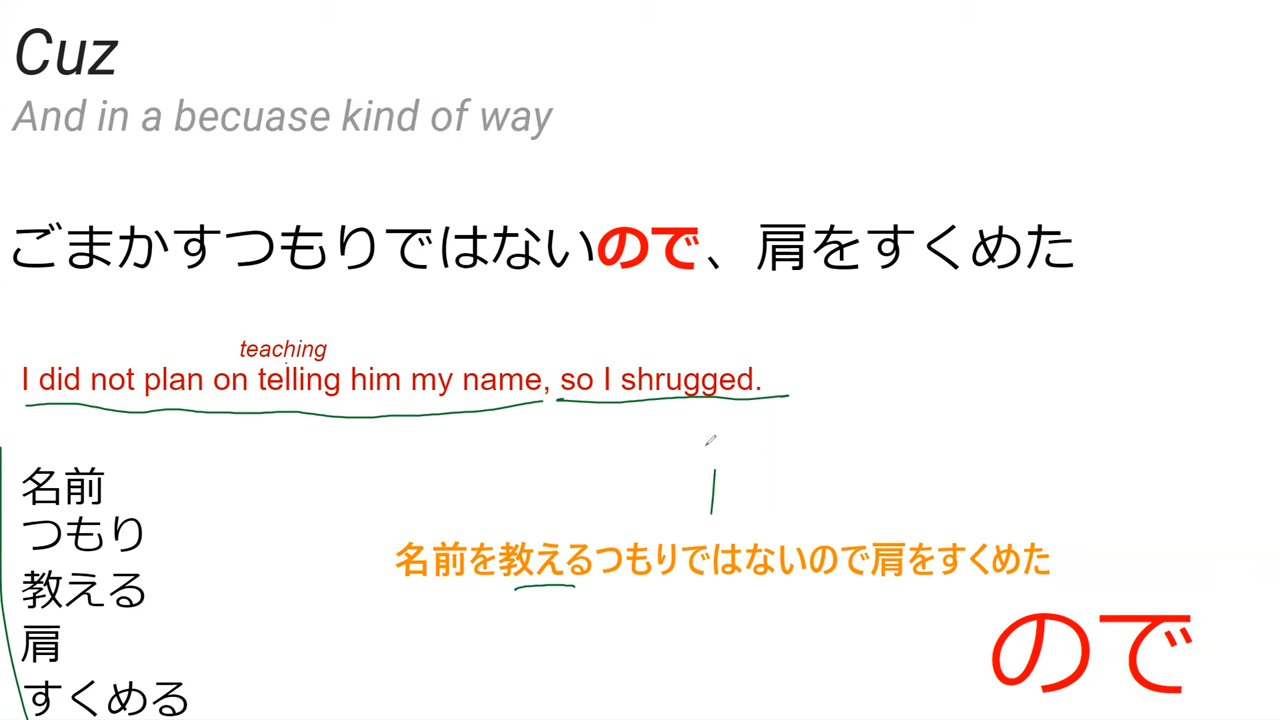 Cuz
And in a becuase kind of way
ごまかすつもりではないので、肩をすくめた
teaching
I did not plan on telling him my name, so I shrugged.
名前
つもり
教える
肩
すくめる
名前を教えるつもりではないので肩をすくめた
ので